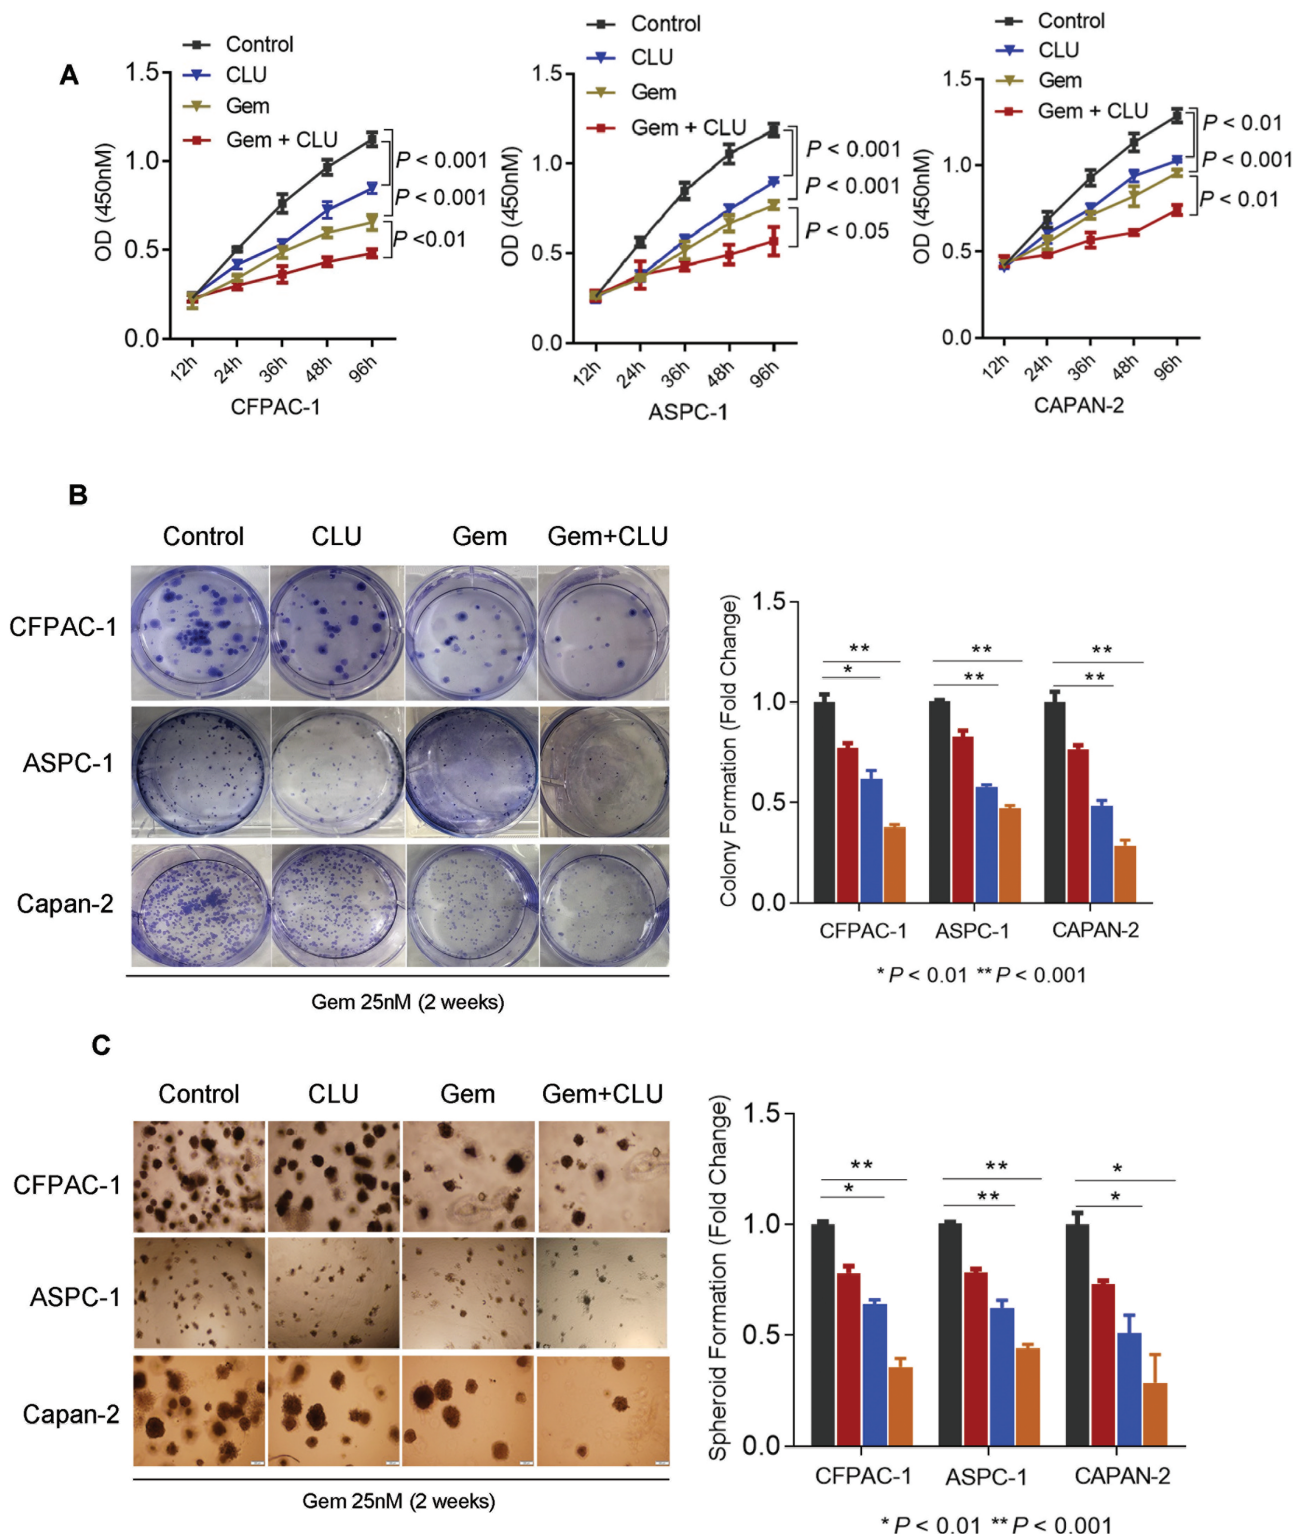 A
Control
CLU
Gem
Gem + CLU
1.5
1.0
0.5
0.0
OD (450nM)
P < 0.001
P < 0.001
P <0.01
12h
24h
36h
48h
96h
CFPAC-1
Control
CLU
Gem
Gem + CLU
1.5
1.0
0.5
0.0
OD (450nM)
P < 0.001
P < 0.001
P < 0.05
12h
24h
36h
48h
96h
ASPC-1
Control
CLU
Gem
Gem + CLU
1.5
1.0
0.5
0.0
OD (450nM)
P < 0.01
P < 0.001
P < 0.01
12h
24h
36h
48h
96h
CAPAN-2
B
Control CLU Gem Gem+CLU
CFPAC-1
ASPC-1
Capan-2
Gem 25nM (2 weeks)
Colony Formation (Fold Change)
1.5
1.0
0.5
0.0
** ** **
* ** **
CFPAC-1 ASPC-1 CAPAN-2
* P < 0.01 ** P < 0.001
C
Control CLU Gem Gem+CLU
CFPAC-1
ASPC-1
Capan-2
Gem 25nM (2 weeks)
Spheroid Formation (Fold Change)
1.5
1.0
0.5
0.0
** ** *
* ** *
CFPAC-1 ASPC-1 CAPAN-2
* P < 0.01 ** P < 0.001